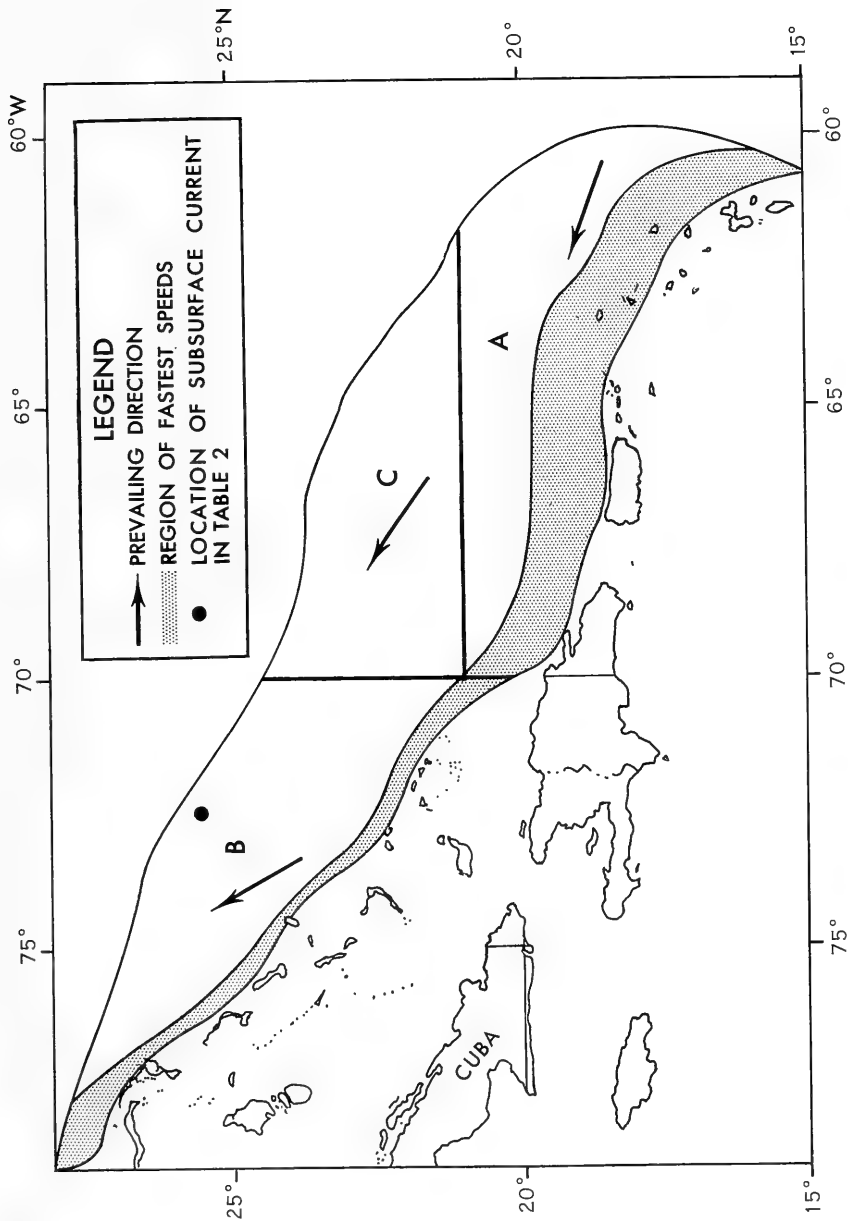 75°
70°
65°
60°W
LEGEND
PREVAILING DIRECTION
REGION OF FASTEST SPEEDS
LOCATION OF SUBSURFACE CURRENT
IN TABLE 2
25°
25°N
B
C
A
20°
20°
CUBA
15°
15°
75°
70°
65°
60°